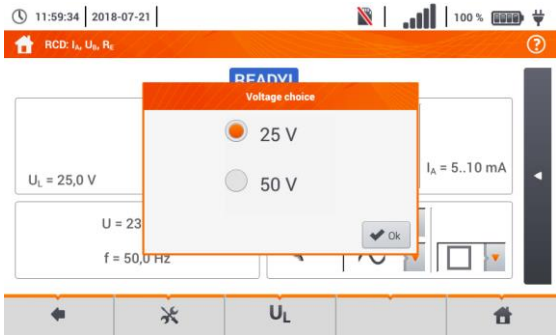 11:59:34 2018-07-21 100 %
RCD: IA, UB, RE ?
READY!
Voltage choice
25 V
50 V
UL = 25,0 V
IA = 5..10 mA
U = 23
Ok
f = 50,0 Hz
UL